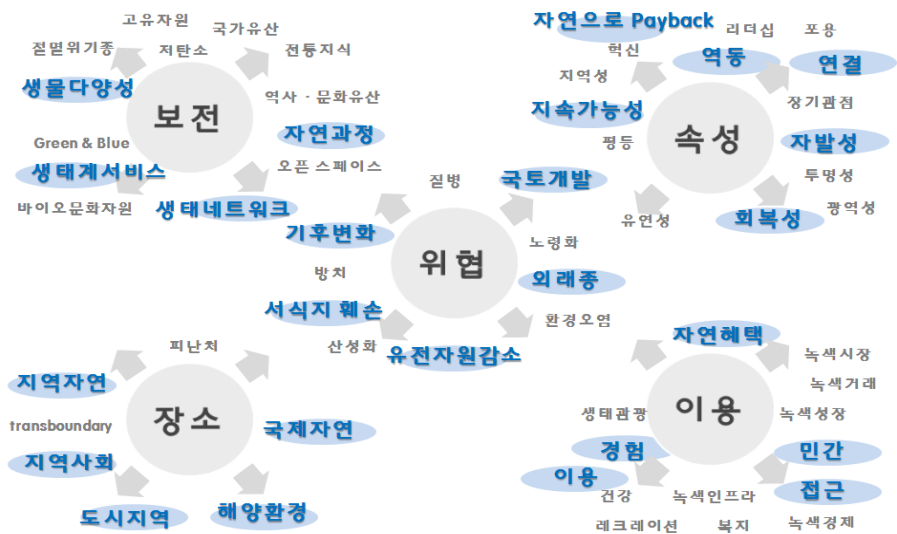 고유자원
국가유산
질멸위기종
저탄소
전통지식
생물다양성
보전
역사 - 문화유산
자연과정
Green & Blue
생태계서비스
오픈 스페이스
바이오문화자원
생태네트워크
자연으로 Payback
리더십
포용
혁신
역동
연결
지역성
지속가능성
속성
장기관점
평등
자발성
투명성
유연성
회복성
광역성
질병
국토개발
기후변화
위협
노령화
방치
외래종
서식지 훼손
환경오염
산성화
유전자원감소
피난처
지역자연
장소
transboundary
국제자연
지역사회
도시지역
해양환경
자연혜택
녹색시장
녹색거래
생태관광
이용
녹색성장
경험
민간
이용
접근
건강
녹색인프라
레크레이션
복지
녹색경제